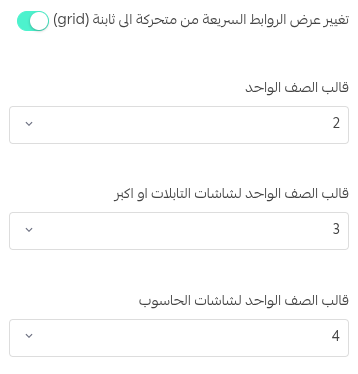 تغيير عرض الروابط السريعة من متحركة الى ثابتة (grid)
قالب الصف الواحد
2
قالب الصف الواحد لشاشات التابلات او اكبر
3
قالب الصف الواحد لشاشات الحاسوب
4